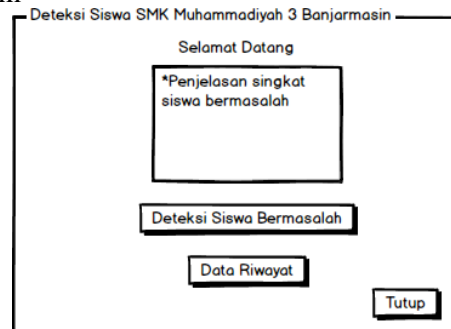 Deteksi Siswa SMK Muhammadiyah 3 Banjarmasin
Selamat Datang
*Penjelasan singkat
siswa bermasalah
Deteksi Siswa Bermasalah
Data Riwayat
Tutup